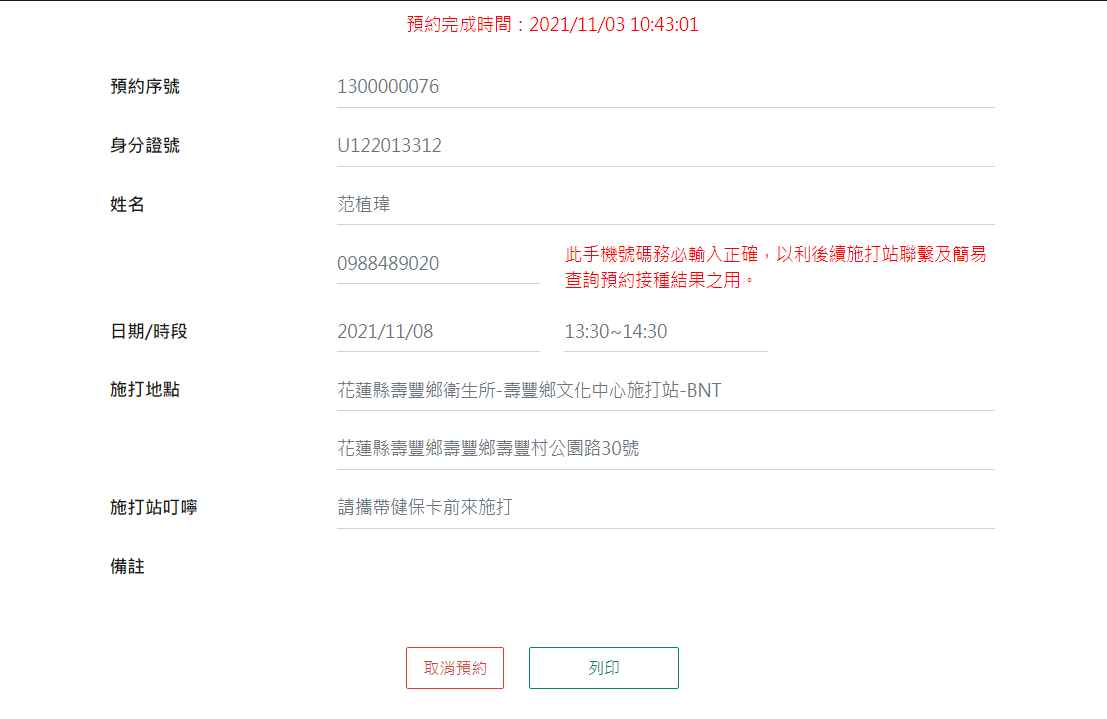 預約完成時間：2021/11/03 10:43:01
預約序號 1300000076
身分證號 U122013312
姓名 范植瑋
0988489020 此手機號碼務必輸入正確，以利後續施打站聯繫及簡易
查詢預約接種結果之用。
日期/時段 2021/11/08 13:30~14:30
施打地點 花蓮縣壽豐鄉衛生所-壽豐鄉文化中心施打站-BNT
花蓮縣壽豐鄉壽豐鄉壽豐村公園路30號
施打站叮嚀 請攜帶健保卡前來施打
備註
取消預約 列印